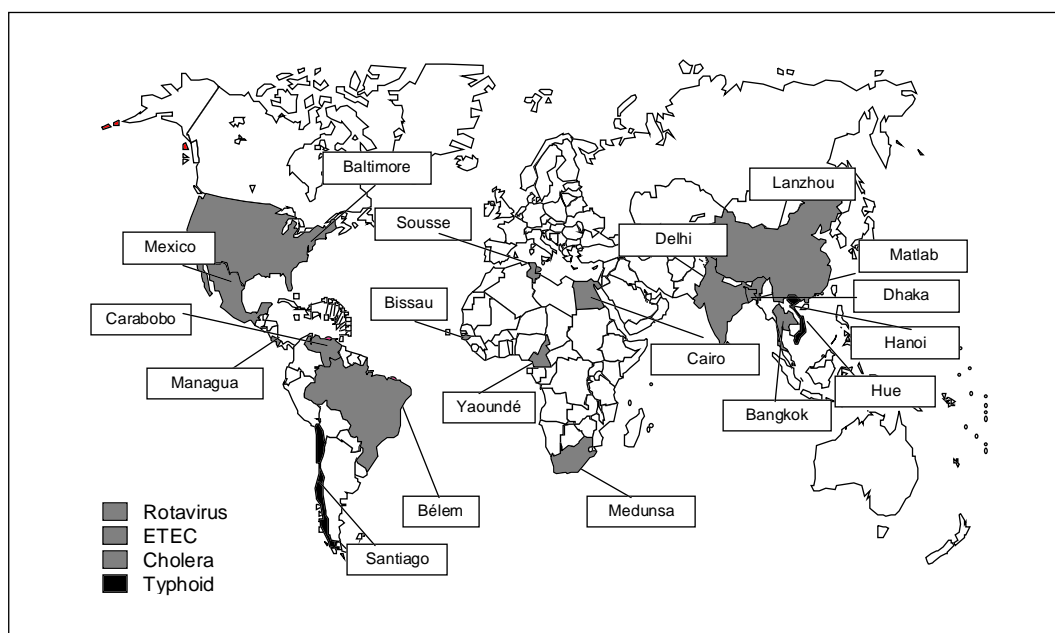 Baltimore
Lanzhou
Sousse
Delhi
Mexico
Matlab
Bissau
Dhaka
Carabobo
Hanoi
Cairo
Managua
Yaoundé
Hue
Bangkok
Bélem
Medunsa
Rotavirus
ETEC
Cholera
Santiago
Typhoid